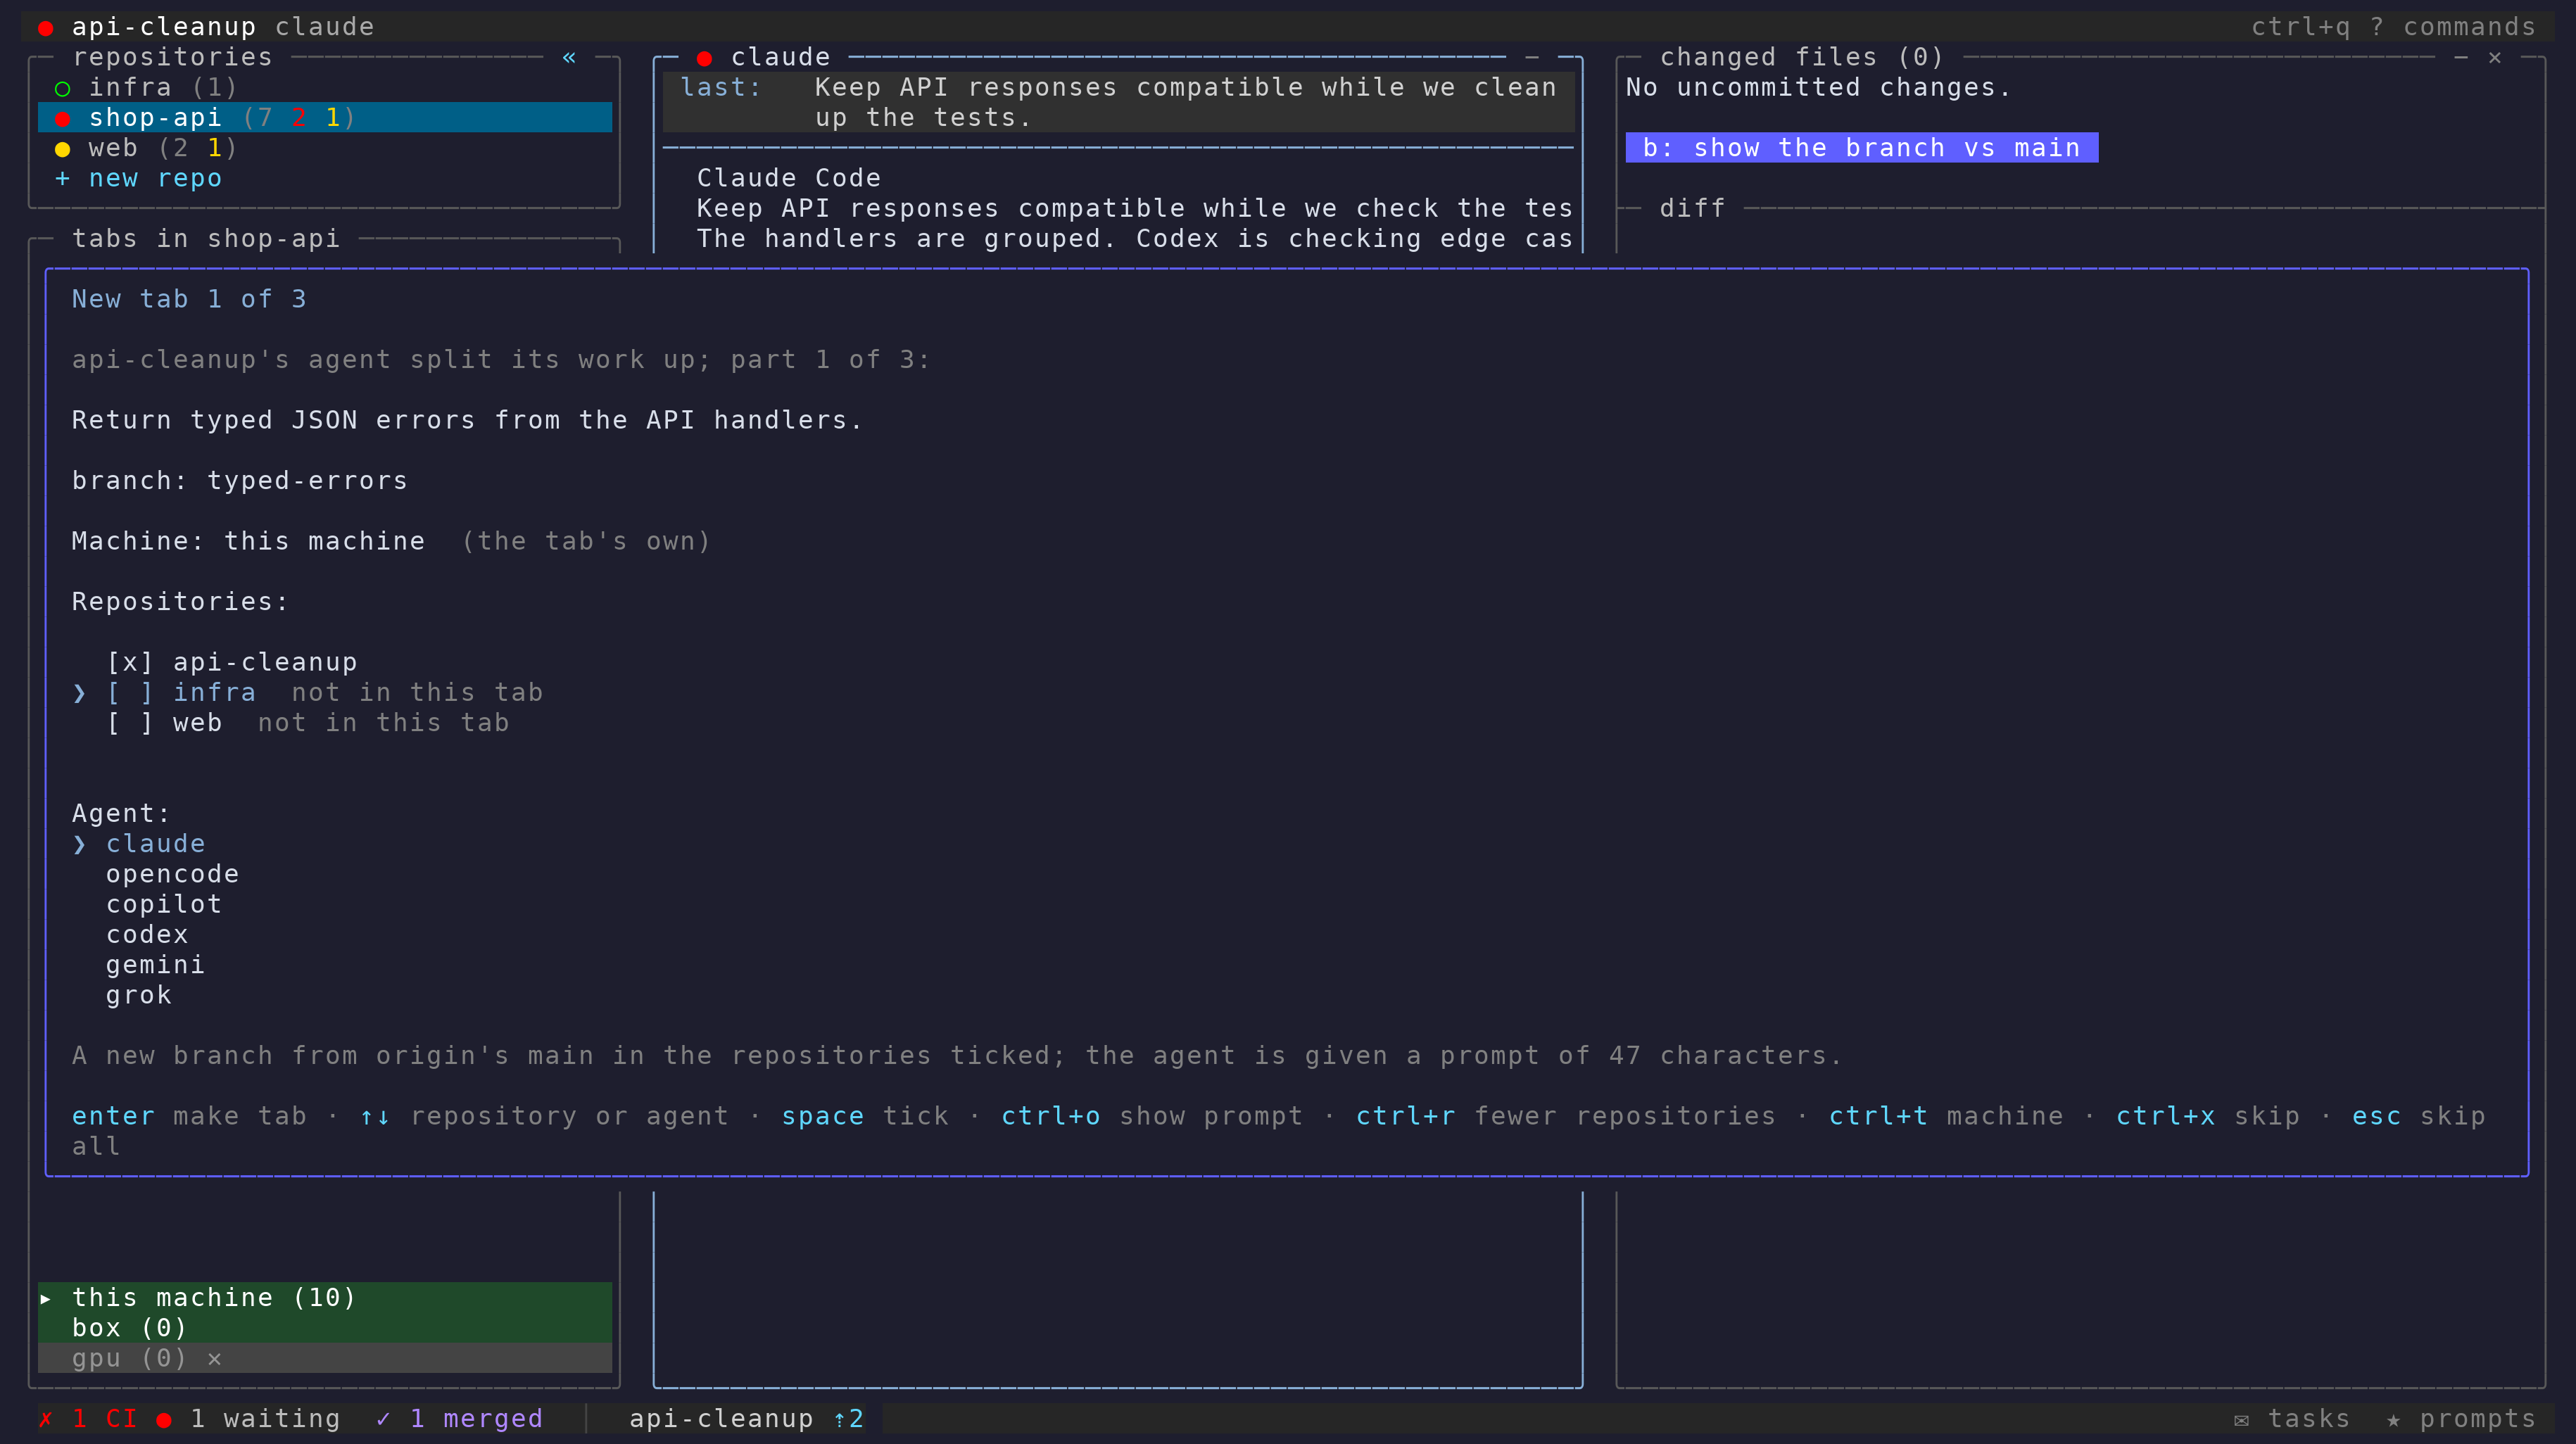 ● api-cleanup claude ctrl+q ? commands
repositories «
○ infra (1)
● shop-api (7 2 1)
● web (2 1)
+ new repo
tabs in shop-api
● claude −
last: Keep API responses compatible while we clean
up the tests.
Claude Code
Keep API responses compatible while we check the tes
The handlers are grouped. Codex is checking edge cas
changed files (0) − ×
No uncommitted changes.
b: show the branch vs main
diff
New tab 1 of 3
api-cleanup's agent split its work up; part 1 of 3:
Return typed JSON errors from the API handlers.
branch: typed-errors
Machine: this machine (the tab's own)
Repositories:
[x] api-cleanup
❯ [ ] infra not in this tab
[ ] web not in this tab
Agent:
❯ claude
opencode
copilot
codex
gemini
grok
A new branch from origin's main in the repositories ticked; the agent is given a prompt of 47 characters.
enter make tab · ↑↓ repository or agent · space tick · ctrl+o show prompt · ctrl+r fewer repositories · ctrl+t machine · ctrl+x skip · esc skip
all
▸ this machine (10)
box (0)
gpu (0) ×
✗ 1 CI ● 1 waiting ✓ 1 merged │ api-cleanup ⇡2 ✉ tasks ★ prompts